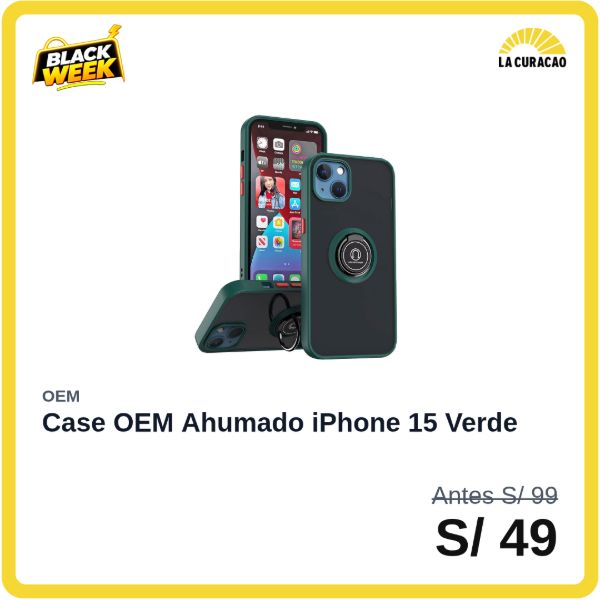 BLACK
WEEK
LA CURACAO
OEM
Case OEM Ahumado iPhone 15 Verde
Antes S/ 99
S/ 49